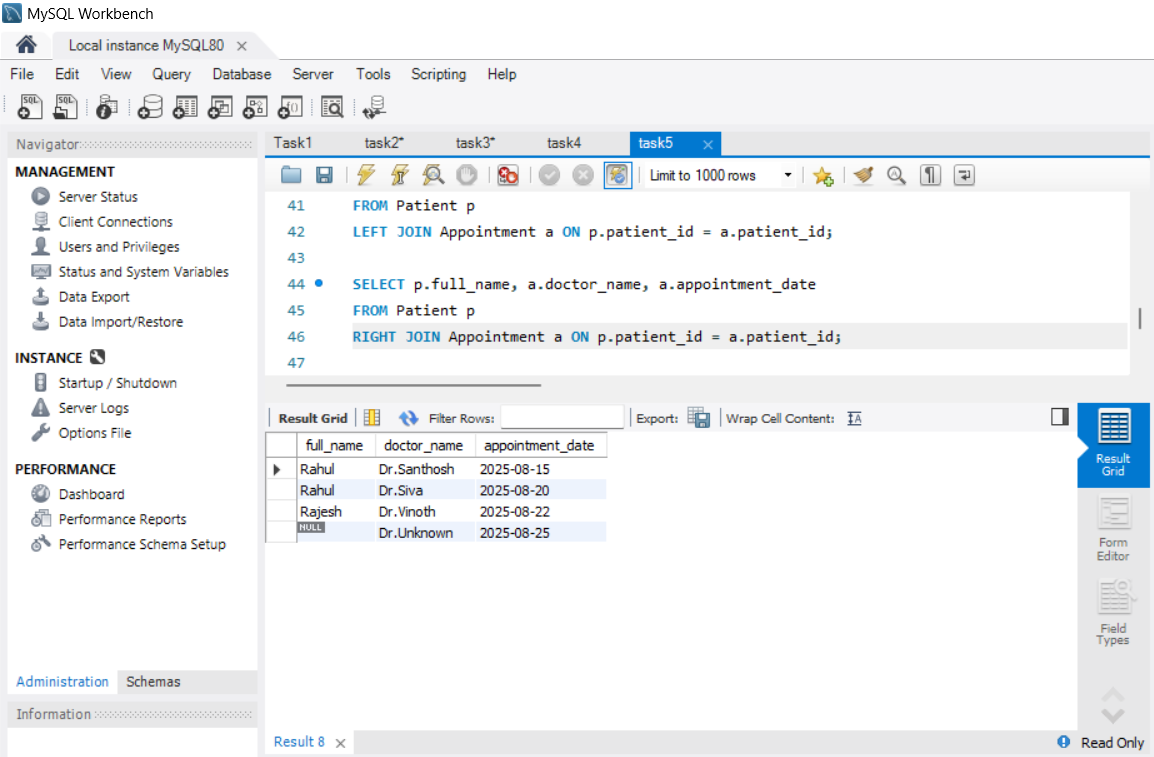 MySQL Workbench
Local instance MySQL80
File Edit View Query Database Server Tools Scripting Help
Navigator
MANAGEMENT
Server Status
Client Connections
Users and Privileges
Status and System Variables
Data Export
Data Import/Restore
INSTANCE
Startup / Shutdown
Server Logs
Options File
PERFORMANCE
Dashboard
Performance Reports
Performance Schema Setup
Administration Schemas
Information
Task1 task2* task3* task4 task5
Limit to 1000 rows
41 FROM Patient p
42 LEFT JOIN Appointment a ON p.patient_id = a.patient_id;
43
44 SELECT p.full_name, a.doctor_name, a.appointment_date
45 FROM Patient p
46 RIGHT JOIN Appointment a ON p.patient_id = a.patient_id;
47
Result Grid Filter Rows: Export: Wrap Cell Content:
full_name doctor_name appointment_date
Rahul Dr.Santhosh 2025-08-15
Rahul Dr.Siva 2025-08-20
Rajesh Dr.Vinoth 2025-08-22
NULL Dr.Unknown 2025-08-25
Result
Grid
Form
Editor
Field
Types
Result 8
Read Only